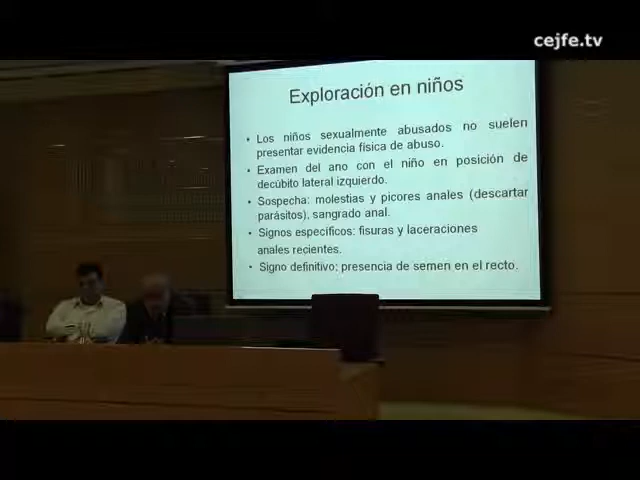 cejfe.tv
Exploración en niños
• Los niños sexualmente abusados no suelen
presentar evidencia física de abuso.
• Examen del ano con el niño en posición de
decúbito lateral izquierdo.
• Sospecha: molestias y picores anales (descartar
parásitos), sangrado anal.
• Signos específicos: fisuras y laceraciones
anales recientes.
• Signo definitivo: presencia de semen en el recto.